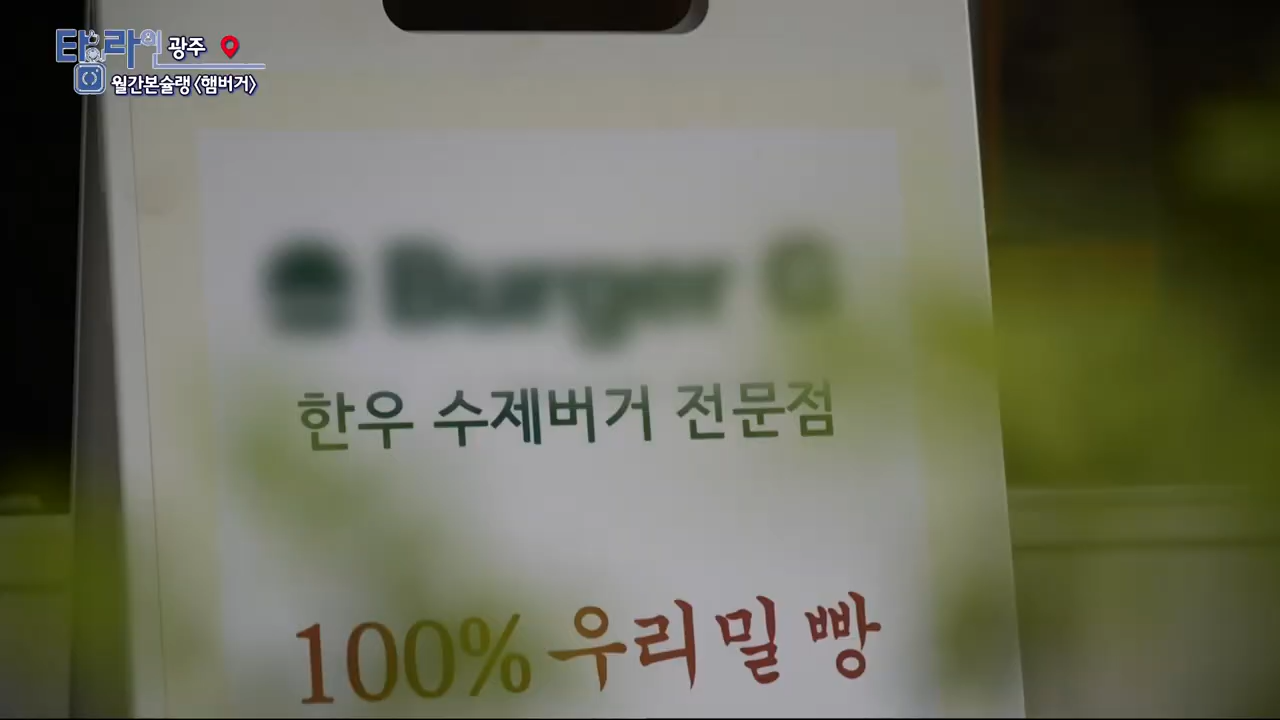 광주
월간본슐랭〈햄버거〉
한우 수제버거 전문점
100% 우리밀 빵